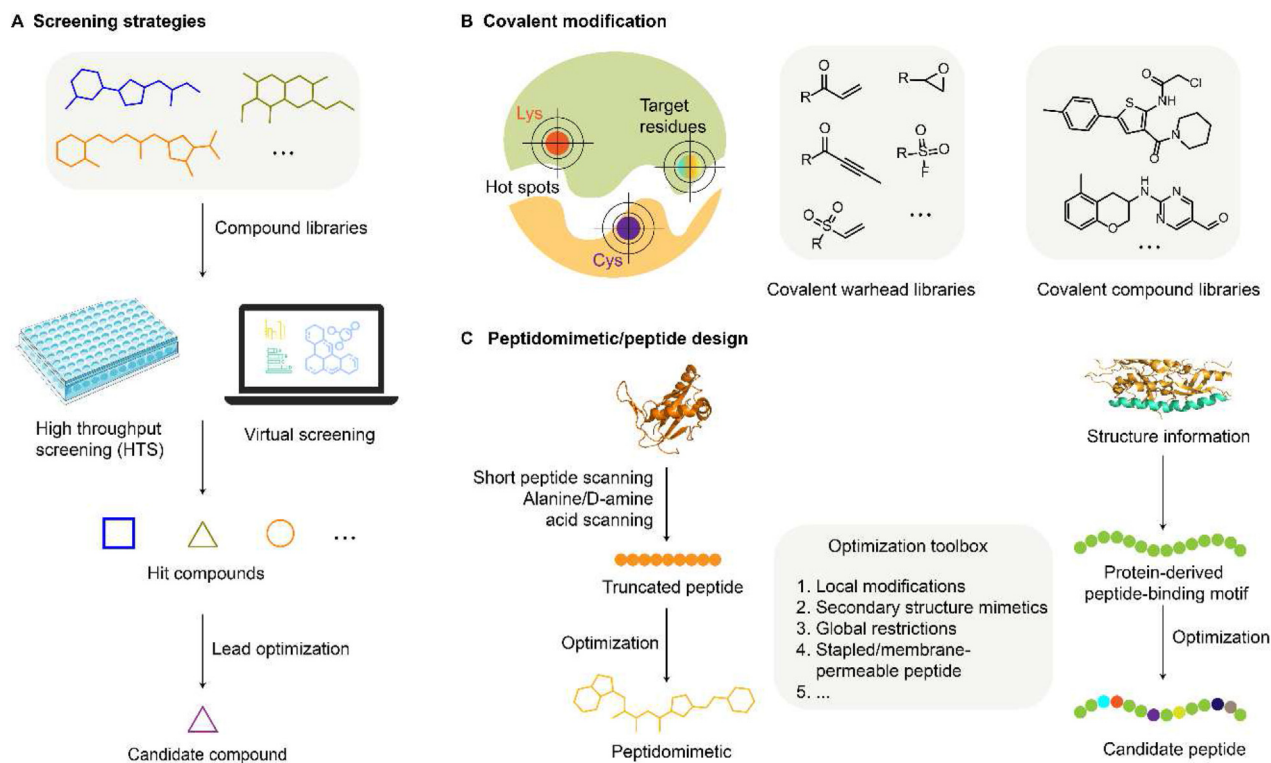 A Screening strategies
...
Compound libraries
High throughput
screening (HTS)
Virtual screening
...
Hit compounds
Lead optimization
Candidate compound
B Covalent modification
Lys
Target
residues
Hot spots
Cys
O
R
O
R
O
R
R
S
O
O
F
O
O
S
R
...
Covalent warhead libraries
O
Cl
NH
S
N
O
H
N
N
N
O
O
...
Covalent compound libraries
C Peptidomimetic/peptide design
Short peptide scanning
Alanine/D-amine
acid scanning
Truncated peptide
Optimization
Peptidomimetic
Optimization toolbox
1. Local modifications
2. Secondary structure mimetics
3. Global restrictions
4. Stapled/membrane-
permeable peptide
5. ...
Structure information
Protein-derived
peptide-binding motif
Optimization
Candidate peptide